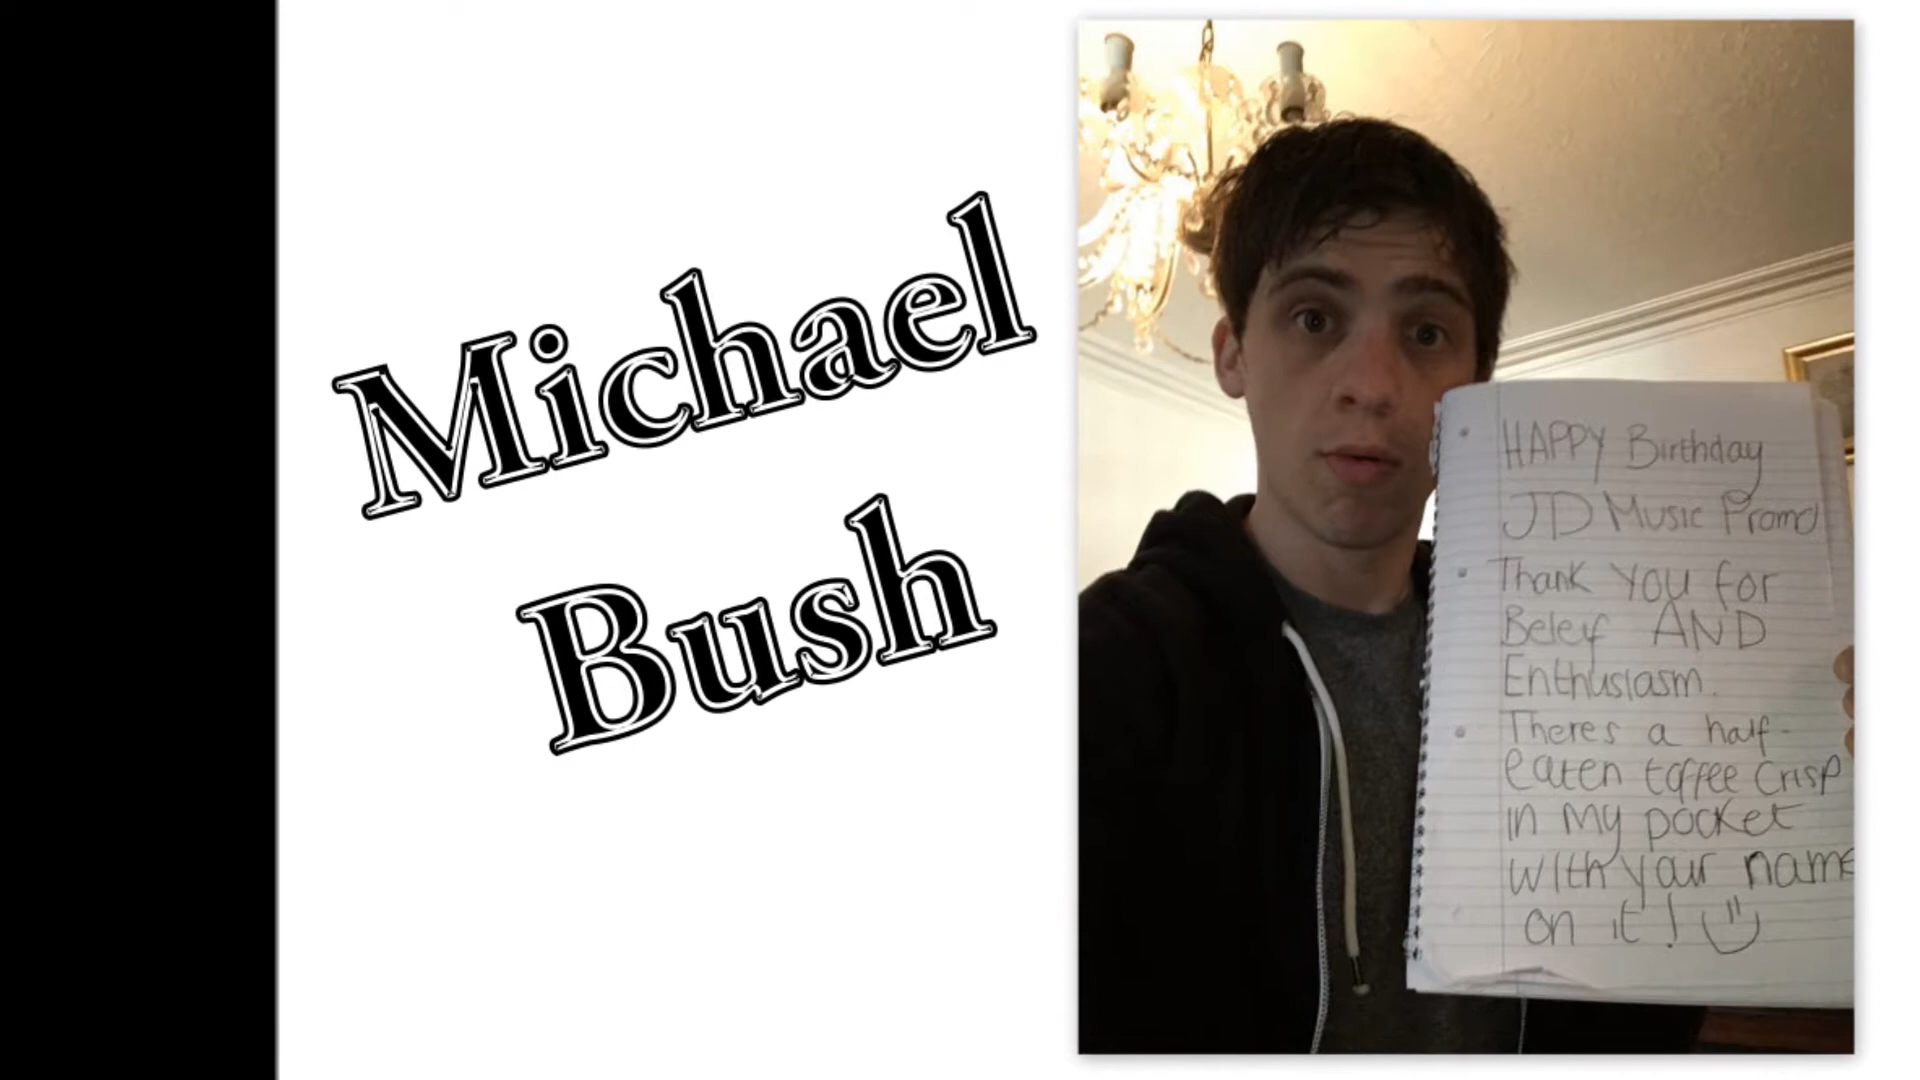 Michael
Bush
HAPPY Birthday
JD Music Promo
Thank You for
Beleif AND
Enthusiasm.
Theres a half-
eaten toffee Crisp
in my pocket
with your name
on it!